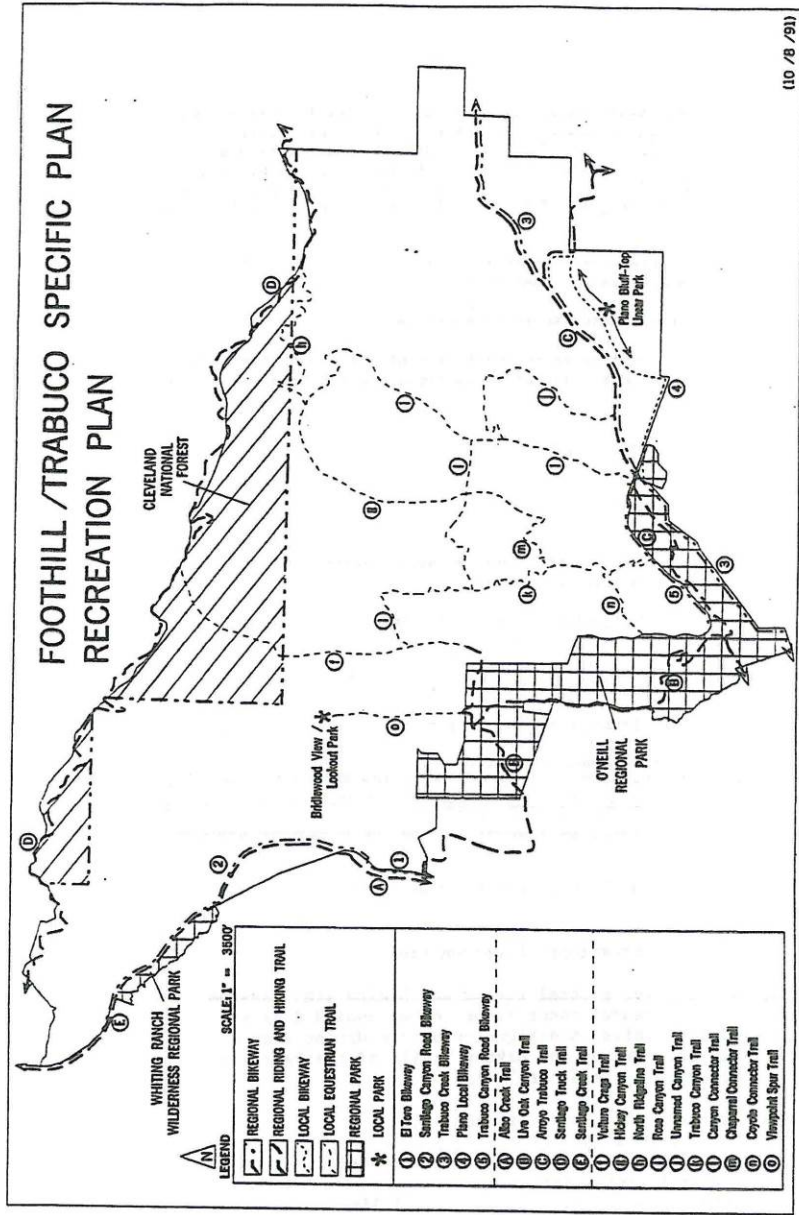 FOOTHILL/TRABUCO SPECIFIC PLAN
RECREATION PLAN
CLEVELAND
NATIONAL
FOREST
WHITING RANCH
WILDERNESS REGIONAL PARK
Bridlewood View /
Lookout Park
O'NEILL
REGIONAL
PARK
Plano Bluff-Top
Linear Park
D
D
E
2
A
1
B
B
C
C
3
3
4
5
f
g
h
i
j
k
l
m
n
o
N
LEGEND
SCALE: 1" = 3500'
REGIONAL BIKEWAY
REGIONAL RIDING AND HIKING TRAIL
LOCAL BIKEWAY
LOCAL EQUESTRIAN TRAIL
REGIONAL PARK
LOCAL PARK
1 El Toro Bikeway
2 Santiago Canyon Road Bikeway
3 Trabuco Creek Bikeway
4 Plano Local Bikeway
5 Trabuco Canyon Road Bikeway
A Aliso Creek Trail
B Live Oak Canyon Trail
C Arroyo Trabuco Trail
D Santiago Truck Trail
E Santiago Creek Trail
f Vulture Crags Trail
g Hickey Canyon Trail
h North Ridgeline Trail
i Rose Canyon Trail
j Unnamed Canyon Trail
k Trabuco Canyon Trail
l Canyon Connector Trail
m Chaparral Connector Trail
n Coyote Connector Trail
o Viewpoint Spur Trail
(10 /8 /91)